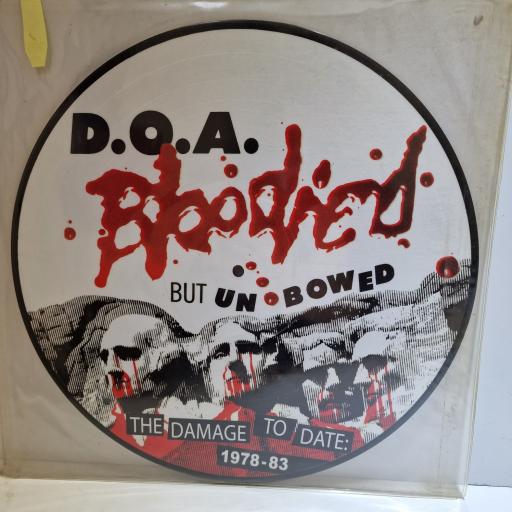 D.O.A.
Bloodied
BUT UNBOWED
THE DAMAGE TO DATE:
1978-83